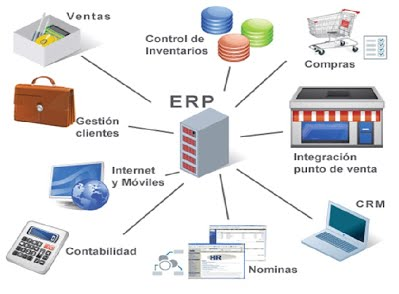 Ventas
Control de
Inventarios
Compras
ERP
Gestión
clientes
Integración
punto de venta
Internet
y Móviles
CRM
Contabilidad
HR
Nominas